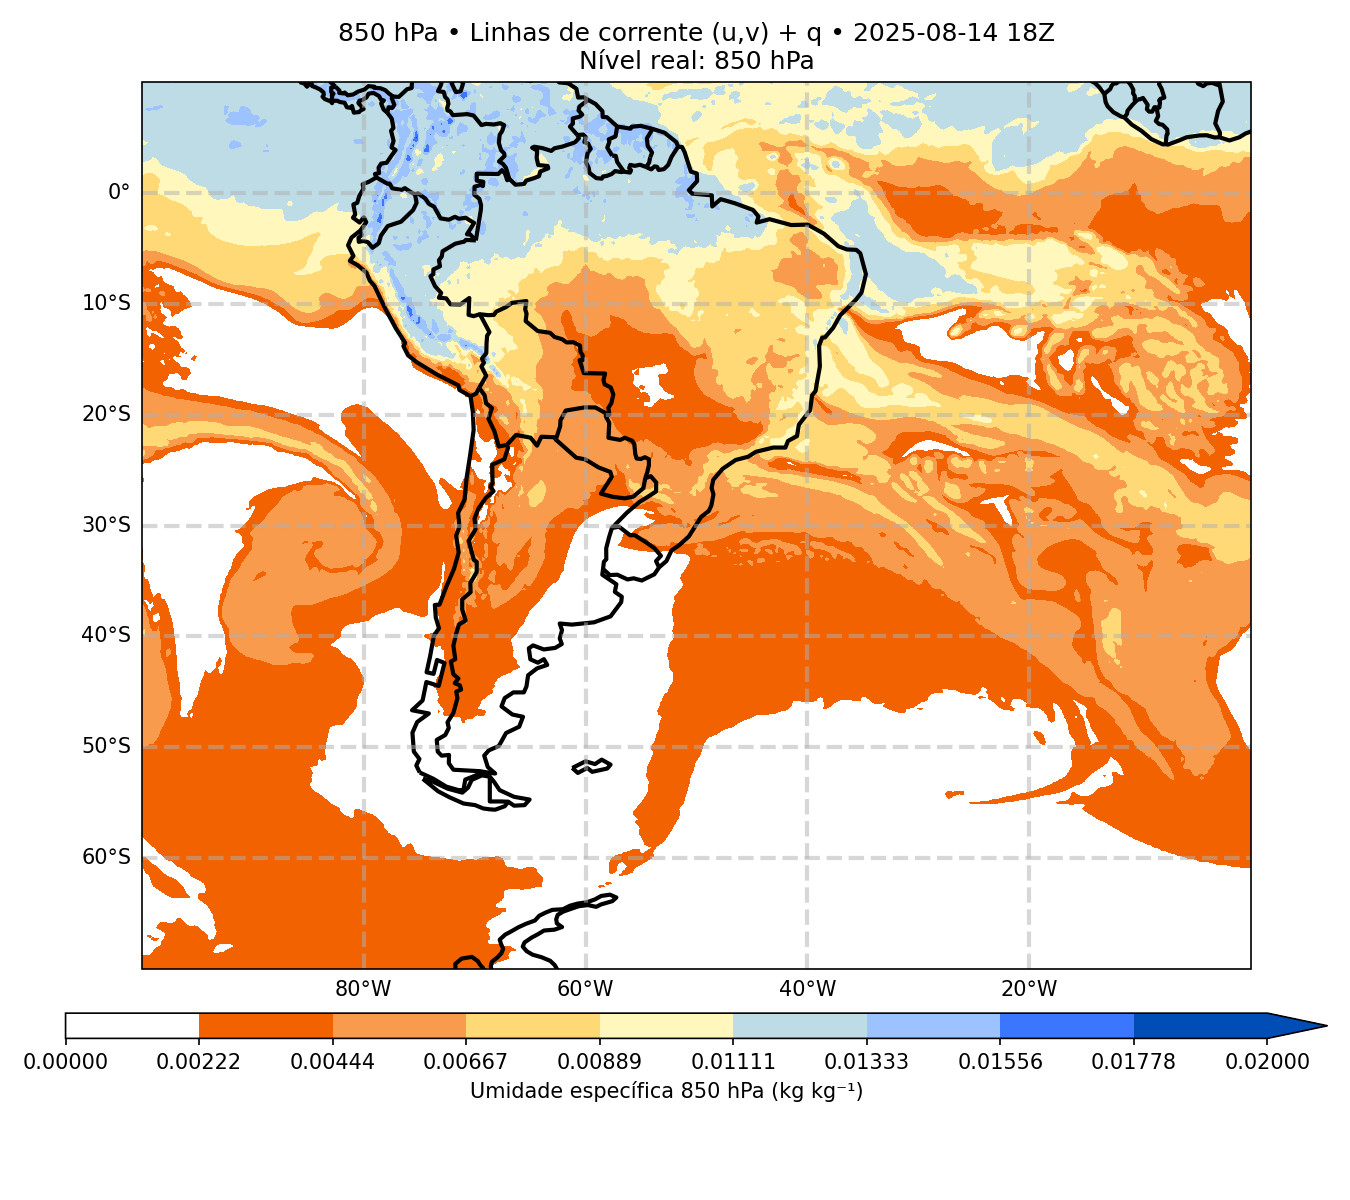 850 hPa • Linhas de corrente (u,v) + q • 2025-08-14 18Z
Nível real: 850 hPa
0°
10°S
20°S
30°S
40°S
50°S
60°S
80°W 60°W 40°W 20°W
0.00000 0.00222 0.00444 0.00667 0.00889 0.01111 0.01333 0.01556 0.01778 0.02000
Umidade específica 850 hPa (kg kg⁻¹)